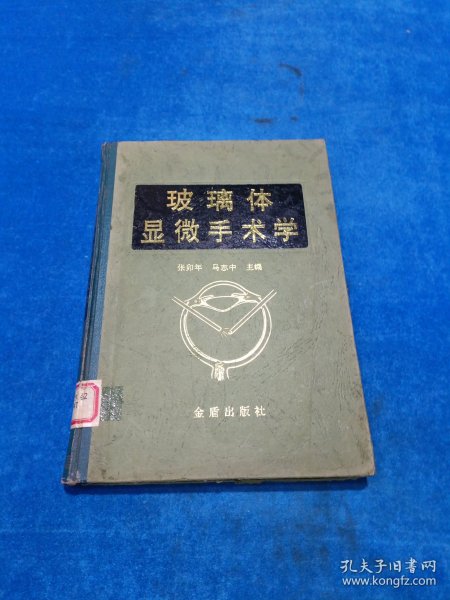 玻璃体
显微手术学
张卯年 马志中 主编
金盾出版社
孔夫子旧书网
www.kongfz.com